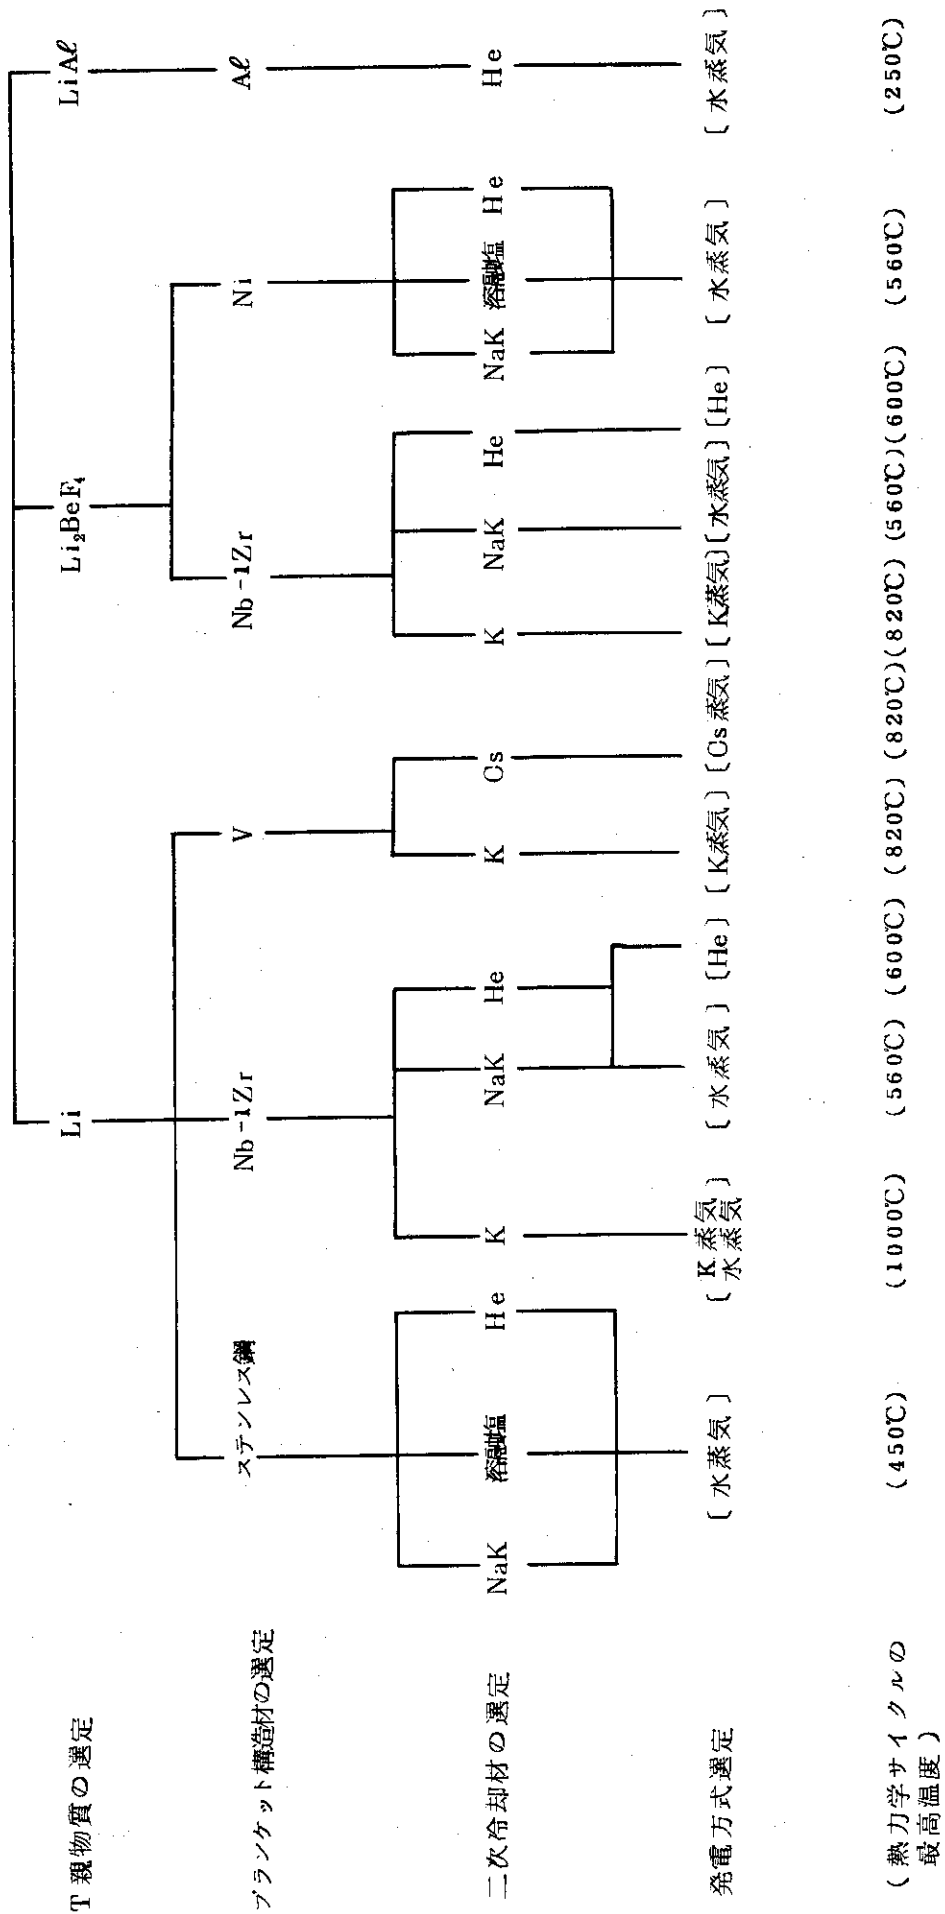 T 親物質の選定
Li
Li₂BeF₄
LiAℓ
ブランケット構造材の選定
ステンレス鋼
Nb-1Zr
V
Nb-1Zr
Ni
Aℓ
二次冷却材の選定
NaK
溶融塩
He
K
NaK
He
K
Cs
K
NaK
He
NaK
溶融塩
He
He
発電方式選定
〔水蒸気〕
〔K蒸気
水蒸気〕
〔水蒸気〕
〔He〕
〔K蒸気〕
〔Cs蒸気〕
〔K蒸気〕
〔水蒸気〕
〔He〕
〔水蒸気〕
〔水蒸気〕
(熱力学サイクルの
最高温度)
(450℃)
(1000℃)
(560℃)
(600℃)
(820℃)
(820℃)
(820℃)
(560℃)
(600℃)
(560℃)
(250℃)